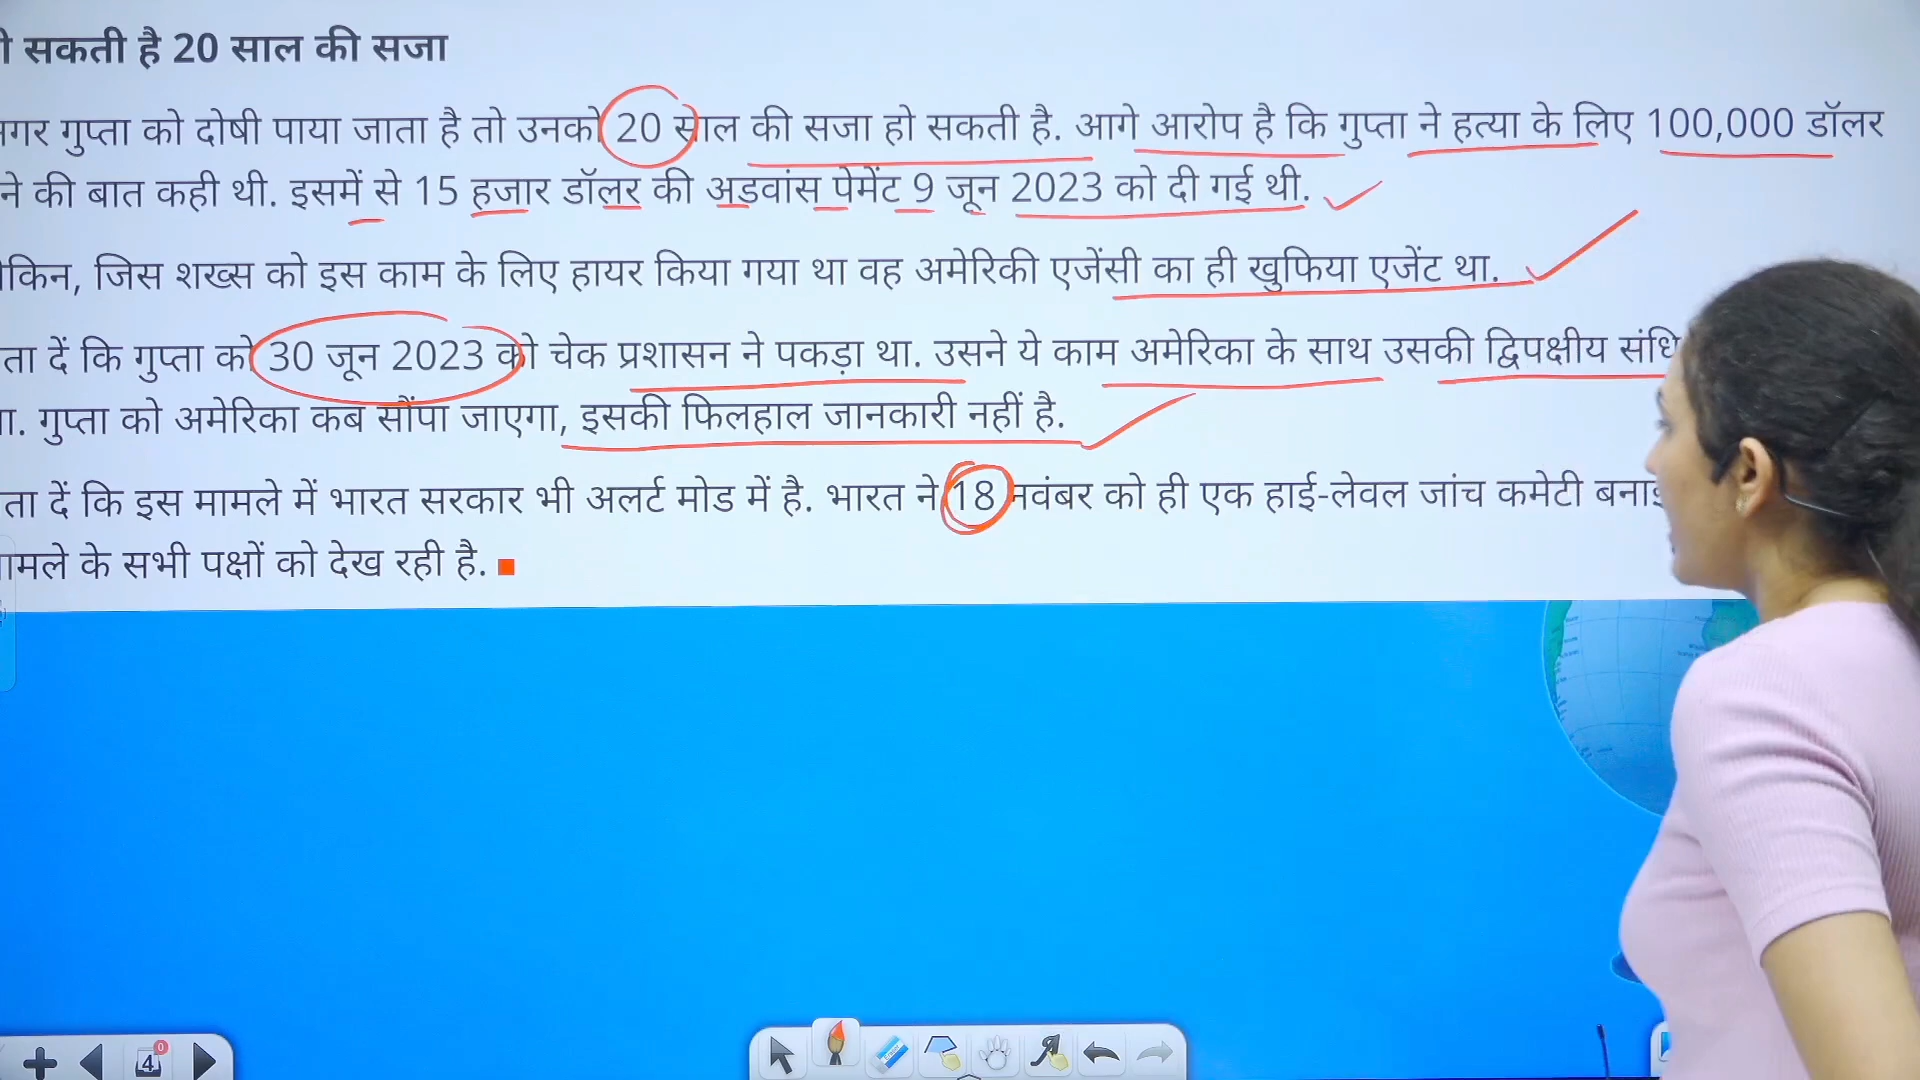 सकती है 20 साल की सजा
गुप्ता को दोषी पाया जाता है तो उनको 20 साल की सजा हो सकती है. आगे आरोप है कि गुप्ता ने हत्या के लिए 100,000 डॉलर
ने की बात कही थी. इसमें से 15 हजार डॉलर की अडवांस पेमेंट 9 जून 2023 को दी गई थी.
जिस शख्स को इस काम के लिए हायर किया गया था वह अमेरिकी एजेंसी का ही खुफिया एजेंट था.
दें कि गुप्ता को 30 जून 2023 को चेक प्रशासन ने पकड़ा था. उसने ये काम अमेरिका के साथ उसकी द्विपक्षीय संधि
गुप्ता को अमेरिका कब सौंपा जाएगा, इसकी फिलहाल जानकारी नहीं है.
दें कि इस मामले में भारत सरकार भी अलर्ट मोड में है. भारत ने 18 नवंबर को ही एक हाई-लेवल जांच कमेटी
के सभी पक्षों को देख रही है.
4
0